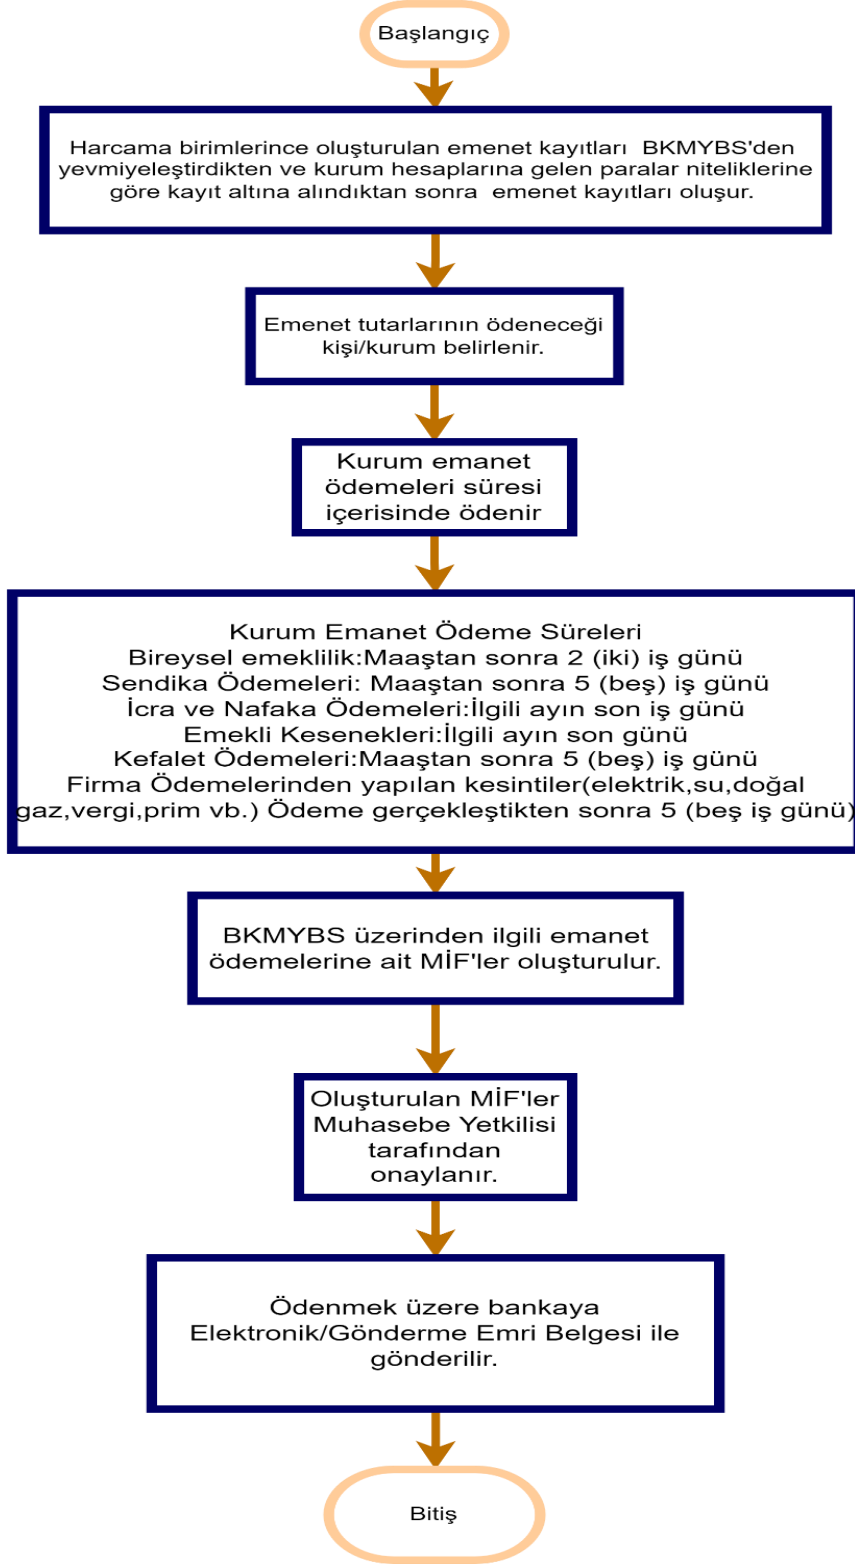 Başlangıç
Harcama birimlerince oluşturulan emenet kayıtları BKMYBS'den
yevmiyeleştirdikten ve kurum hesaplarına gelen paralar niteliklerine
göre kayıt altına alındıktan sonra emenet kayıtları oluşur.
Emenet tutarlarının ödeneceği
kişi/kurum belirlenir.
Kurum emanet
ödemeleri süresi
içerisinde ödenir
Kurum Emanet Ödeme Süreleri
Bireysel emeklilik:Maaştan sonra 2 (iki) iş günü
Sendika Ödemeleri: Maaştan sonra 5 (beş) iş günü
İcra ve Nafaka Ödemeleri:İlgili ayın son iş günü
Emekli Kesenekleri:İlgili ayın son günü
Kefalet Ödemeleri:Maaştan sonra 5 (beş) iş günü
Firma Ödemelerinden yapılan kesintiler(elektrik,su,doğal
gaz,vergi,prim vb.) Ödeme gerçekleştikten sonra 5 (beş iş günü)
BKMYBS üzerinden ilgili emanet
ödemelerine ait MİF'ler oluşturulur.
Oluşturulan MİF'ler
Muhasebe Yetkilisi
tarafından
onaylanır.
Ödenmek üzere bankaya
Elektronik/Gönderme Emri Belgesi ile
gönderilir.
Bitiş